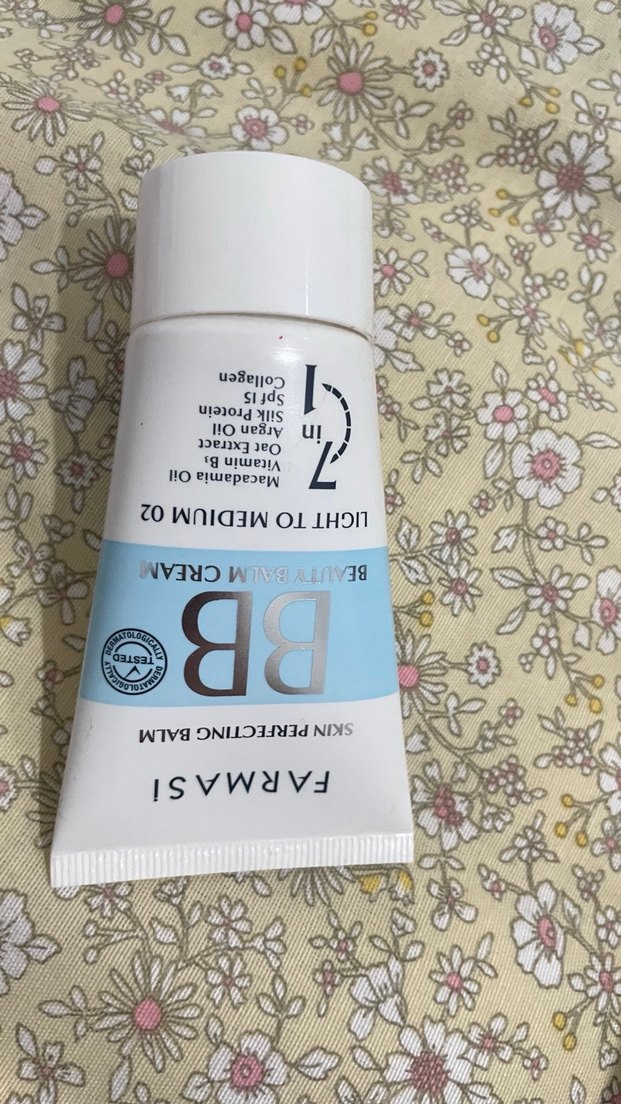 FARMASi
SKIN PERFECTING BALM
BB
BEAUTY BALM CREAM
DERMATOLOGICALLY
TESTED
DERMATOLOGICALLY
LIGHT TO MEDIUM 02
7 in 1
Macadamia Oil
Vitamin B₃
Oat Extract
Argan Oil
Silk Protein
Spf 15
Collagen